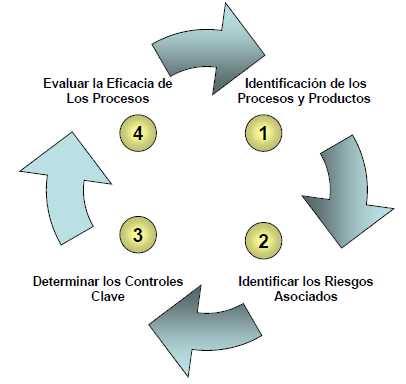 Evaluar la Eficacia de
Los Procesos
4
Identificación de los
Procesos y Productos
1
3
Determinar los Controles
Clave
2
Identificar los Riesgos
Asociados